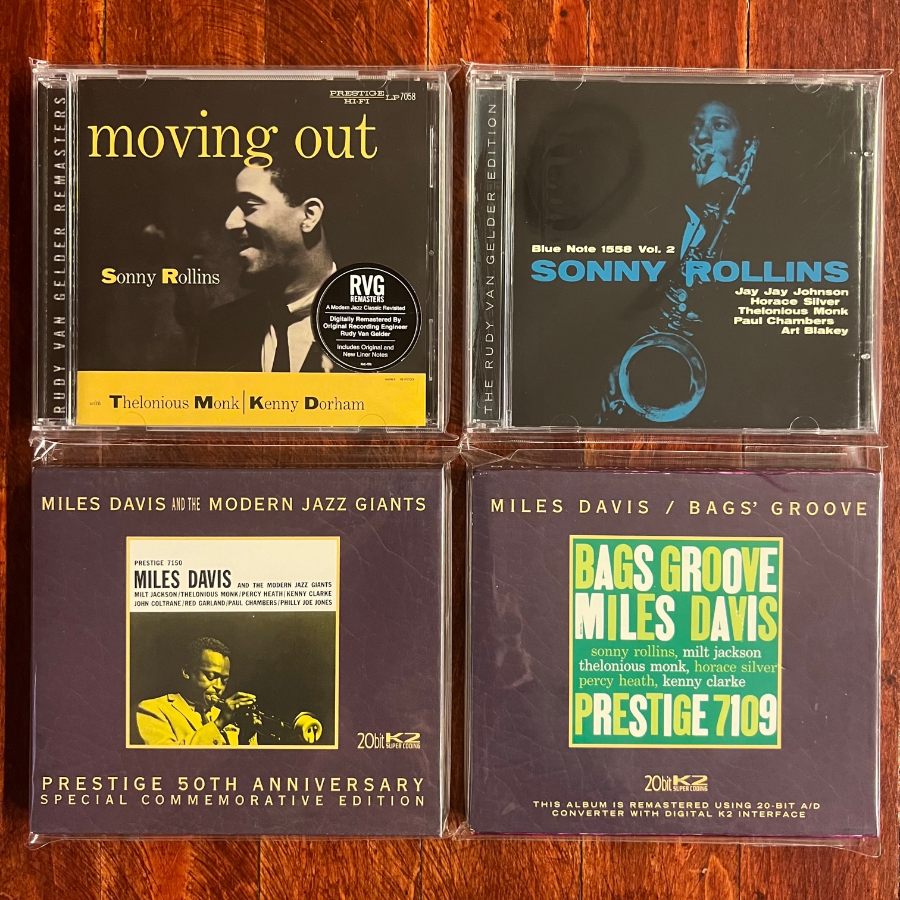 RUDY VAN GELDER REMASTERS
PRESTIGE
HI-FI LP 7058
moving out
Sonny Rollins
RVG
REMASTERS
A Modern Jazz Classic Revisited
Digitally Remastered By
Original Recording Engineer
Rudy Van Gelder
Includes Original and
New Liner Notes
with Thelonious Monk | Kenny Dorham
THE RUDY VAN GELDER EDITION
Blue Note 1558 Vol. 2
SONNY ROLLINS
Jay Jay Johnson
Horace Silver
Thelonious Monk
Paul Chambers
Art Blakey
MILES DAVIS AND THE MODERN JAZZ GIANTS
PRESTIGE 7150
MILES DAVIS AND THE MODERN JAZZ GIANTS
MILT JACKSON/THELONIOUS MONK/PERCY HEATH/KENNY CLARKE
JOHN COLTRANE/RED GARLAND/PAUL CHAMBERS/PHILLY JOE JONES
20bit K2
SUPER CODING
PRESTIGE 50TH ANNIVERSARY
SPECIAL COMMEMORATIVE EDITION
MILES DAVIS / BAGS' GROOVE
BAGS GROOVE
MILES DAVIS
sonny rollins, milt jackson
thelonious monk, horace silver
percy heath, kenny clarke
PRESTIGE 7109
20bit K2
SUPER CODING
THIS ALBUM IS REMASTERED USING 20-BIT A/D
CONVERTER WITH DIGITAL K2 INTERFACE